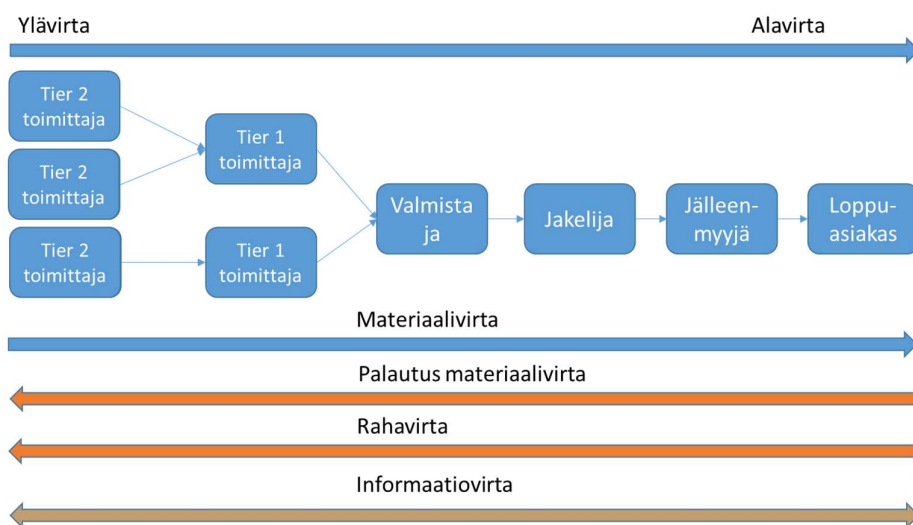 Ylävirta
Alavirta
Tier 2
toimittaja
Tier 2
toimittaja
Tier 2
toimittaja
Tier 1
toimittaja
Tier 1
toimittaja
Valmista
ja
Jakelija
Jälleen-
myyjä
Loppu-
asiakas
Materiaalivirta
Palautus materiaalivirta
Rahavirta
Informaatiovirta